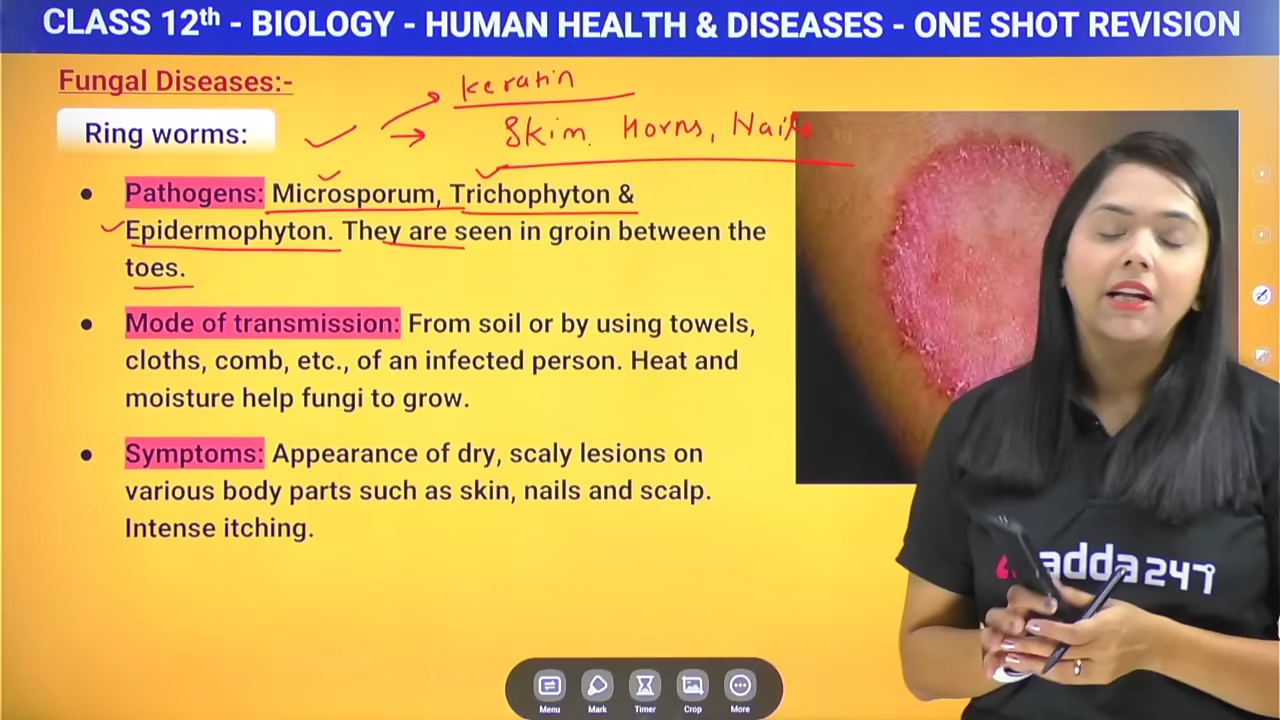 CLASS 12th - BIOLOGY - HUMAN HEALTH & DISEASES - ONE SHOT REVISION
Fungal Diseases:-
keratin
Ring worms:
Skin. Horns, Nails
Pathogens: Microsporum, Trichophyton &
Epidermophyton. They are seen in groin between the
toes.
Mode of transmission: From soil or by using towels,
cloths, comb, etc., of an infected person. Heat and
moisture help fungi to grow.
Symptoms: Appearance of dry, scaly lesions on
various body parts such as skin, nails and scalp.
Intense itching.
adda247
Menu Mark Timer Crop More